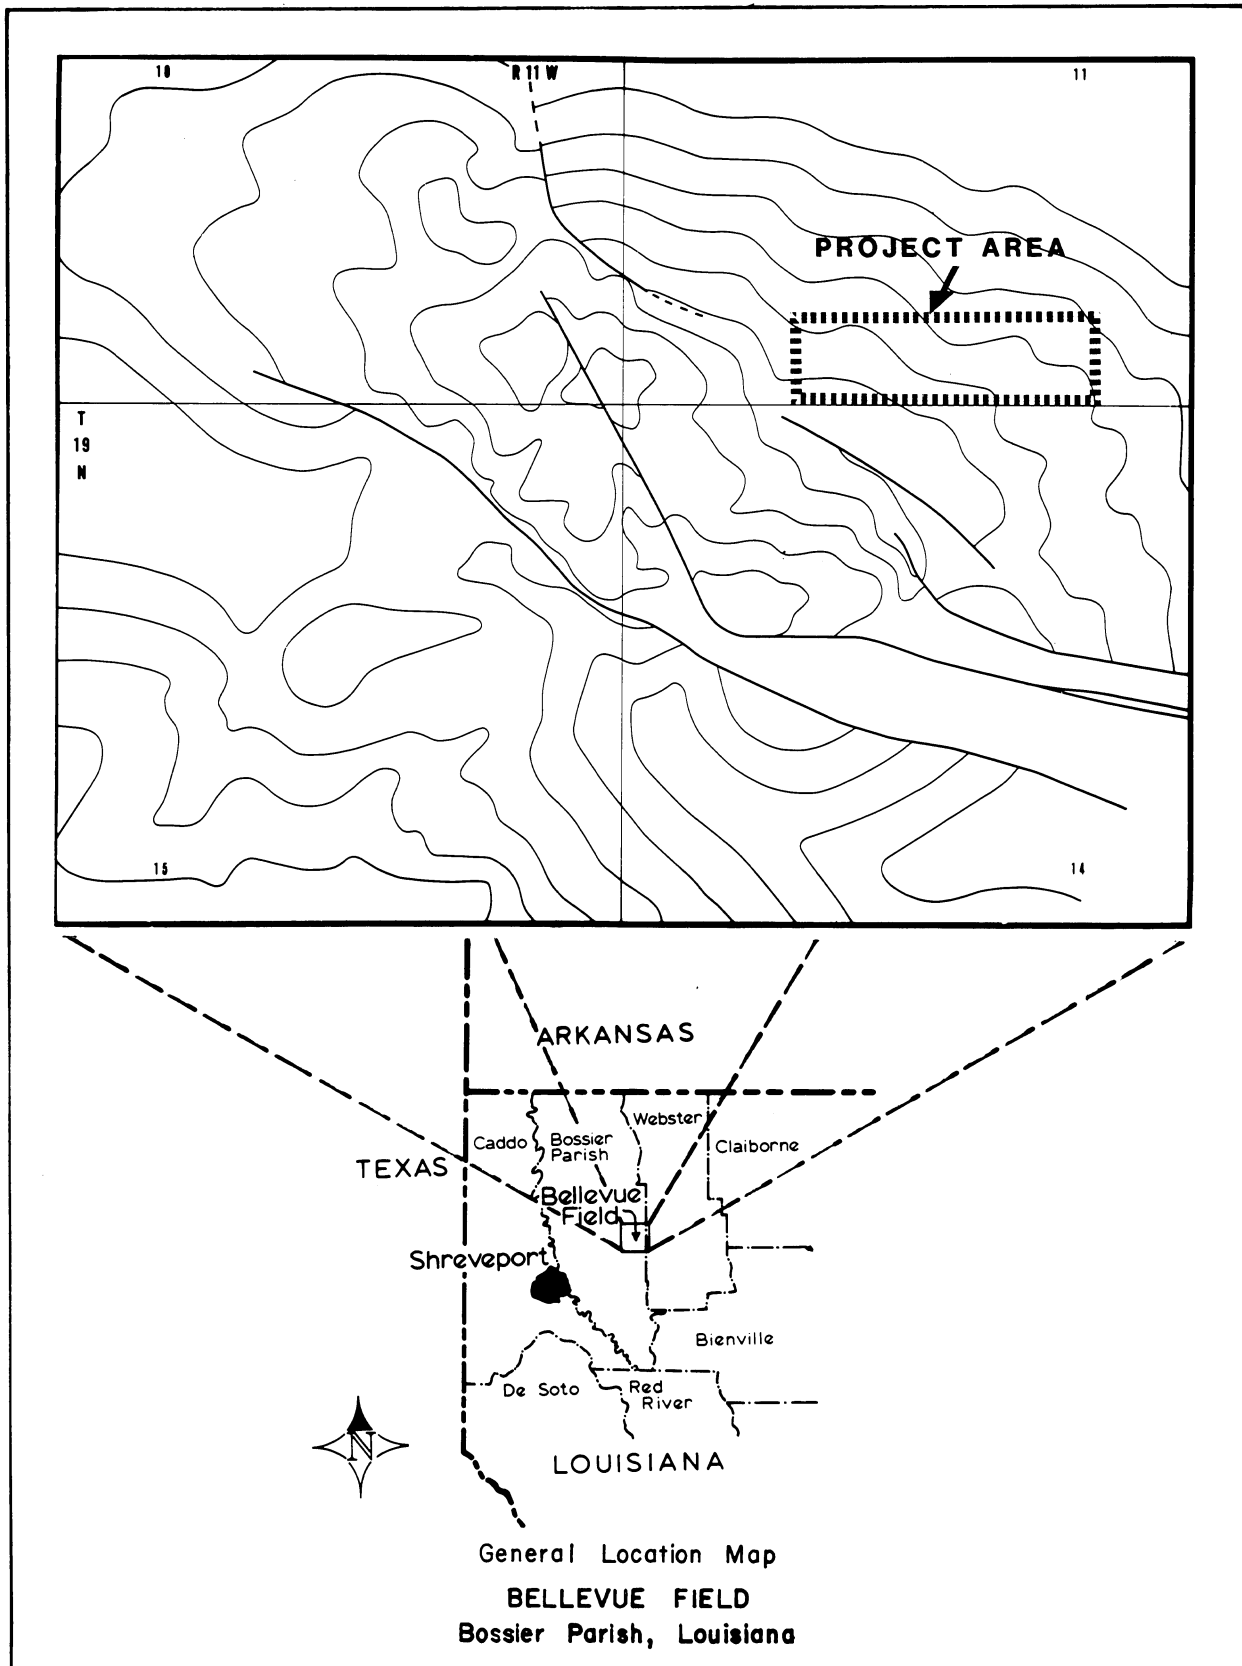 10
R 11 W
11
PROJECT AREA
T
19
N
15
14
ARKANSAS
Webster
Caddo
Bossier
Parish
Claiborne
TEXAS
Bellevue
Field
Shreveport
Bienville
De Soto
Red
River
N
LOUISIANA
General Location Map
BELLEVUE FIELD
Bossier Parish, Louisiana